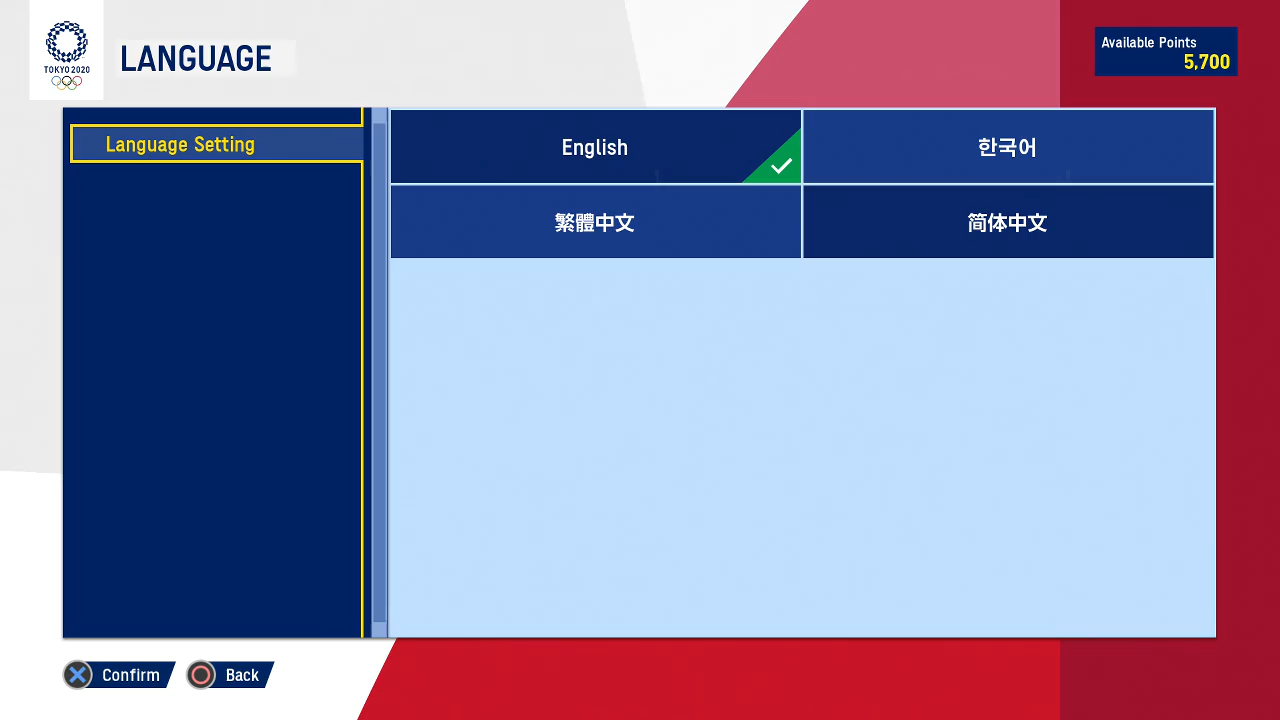 TOKYO 2020
LANGUAGE
Available Points
5,700
Language Setting
English
한국어
繁體中文
简体中文
Confirm
Back